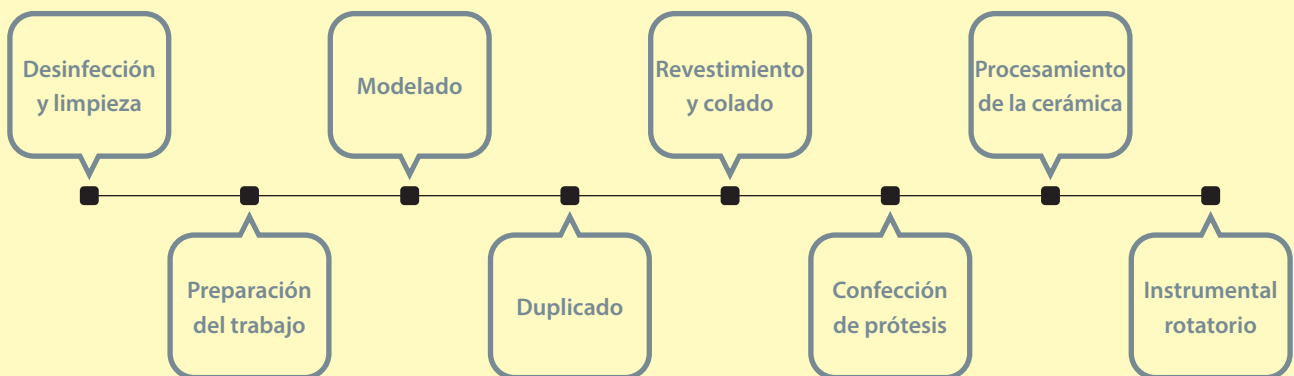 Desinfección
y limpieza
Preparación
del trabajo
Modelado
Duplicado
Revestimiento
y colado
Confección
de prótesis
Procesamiento
de la cerámica
Instrumental
rotatorio